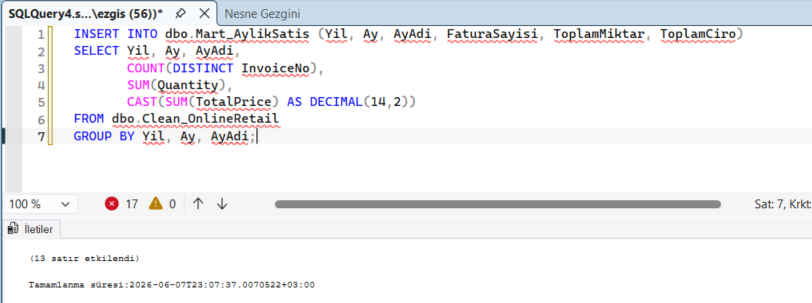 SQLQuery4.s...\ezgis (56))* Nesne Gezgini
1 INSERT INTO dbo.Mart_AylikSatis (Yil, Ay, AyAdi, FaturaSayisi, ToplamMiktar, ToplamCiro)
2 SELECT Yil, Ay, AyAdi,
3 COUNT(DISTINCT InvoiceNo),
4 SUM(Quantity),
5 CAST(SUM(TotalPrice) AS DECIMAL(14,2))
6 FROM dbo.Clean_OnlineRetail
7 GROUP BY Yil, Ay, AyAdi;
100 % 17 0 Sat: 7, Krkt:
İletiler
(13 satır etkilendi)
Tamamlanma süresi:2026-06-07T23:07:37.0070522+03:00